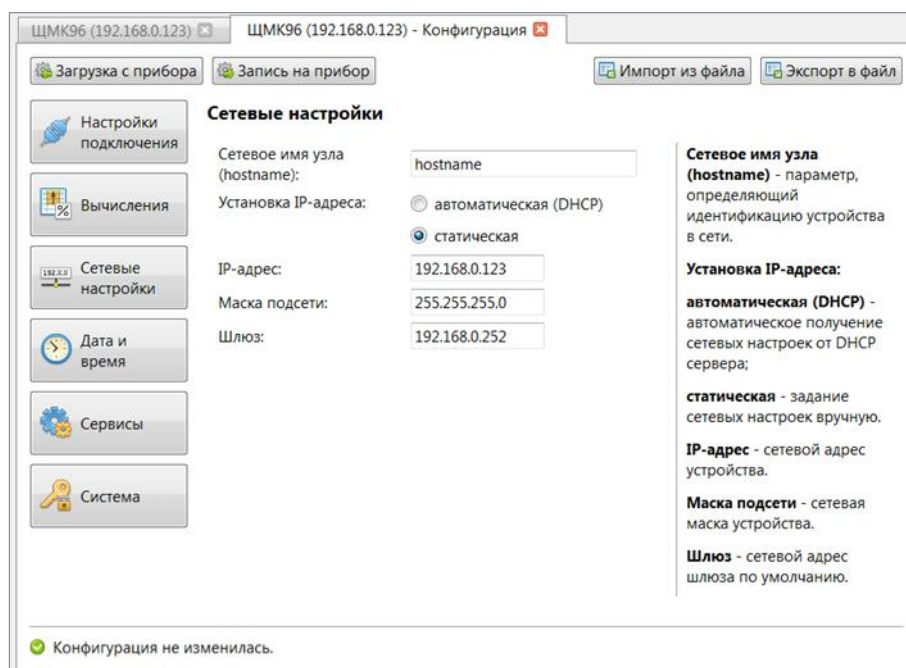 ЩМК96 (192.168.0.123)
ЩМК96 (192.168.0.123) - Конфигурация
Загрузка с прибора
Запись на прибор
Импорт из файла
Экспорт в файл
Настройки
подключения
Вычисления
192.X.X
Сетевые
настройки
Дата и
время
Сервисы
Система
Сетевые настройки
Сетевое имя узла
(hostname):
hostname
Установка IP-адреса:
автоматическая (DHCP)
статическая
IP-адрес:
192.168.0.123
Маска подсети:
255.255.255.0
Шлюз:
192.168.0.252
Сетевое имя узла
(hostname) - параметр,
определяющий
идентификацию устройства
в сети.
Установка IP-адреса:
автоматическая (DHCP) -
автоматическое получение
сетевых настроек от DHCP
сервера;
статическая - задание
сетевых настроек вручную.
IP-адрес - сетевой адрес
устройства.
Маска подсети - сетевая
маска устройства.
Шлюз - сетевой адрес
шлюза по умолчанию.
Конфигурация не изменилась.